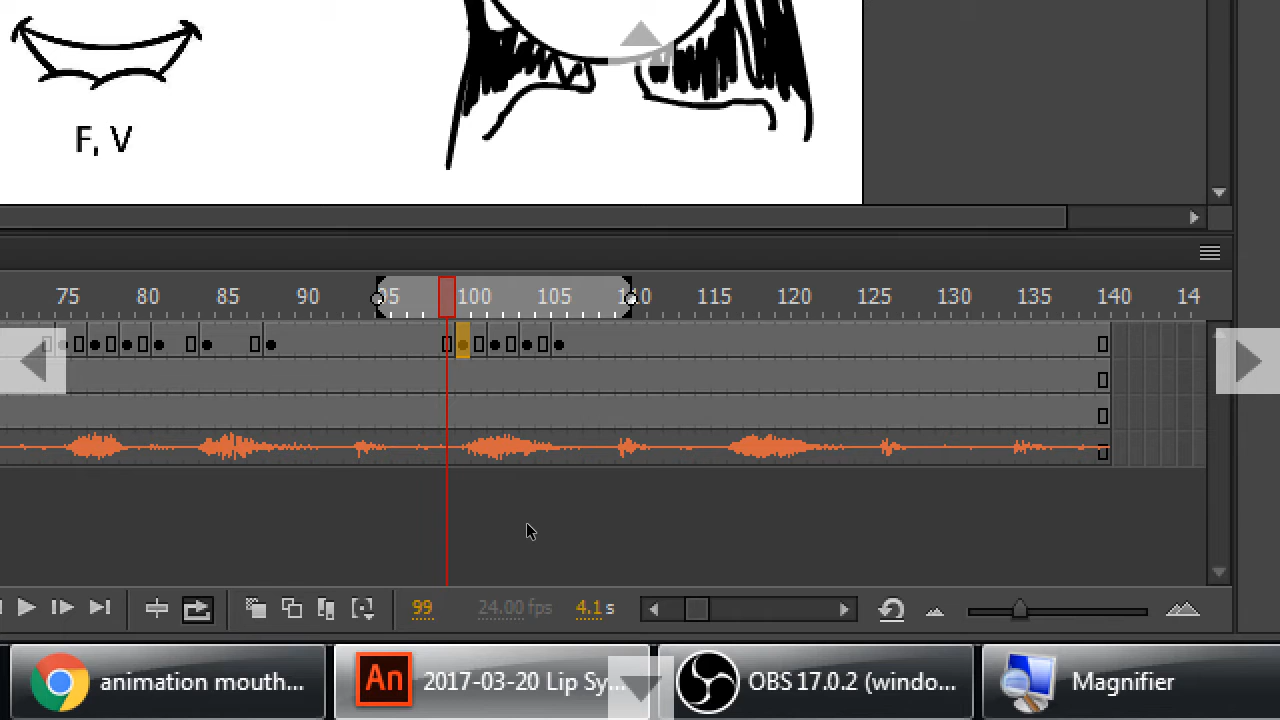 F, V
75 80 85 90 95 100 105 110 115 120 125 130 135 140 14
99 24.00 fps 4.1 s
animation mouth... An 2017-03-20 Lip Sy... OBS 17.0.2 (windo... Magnifier